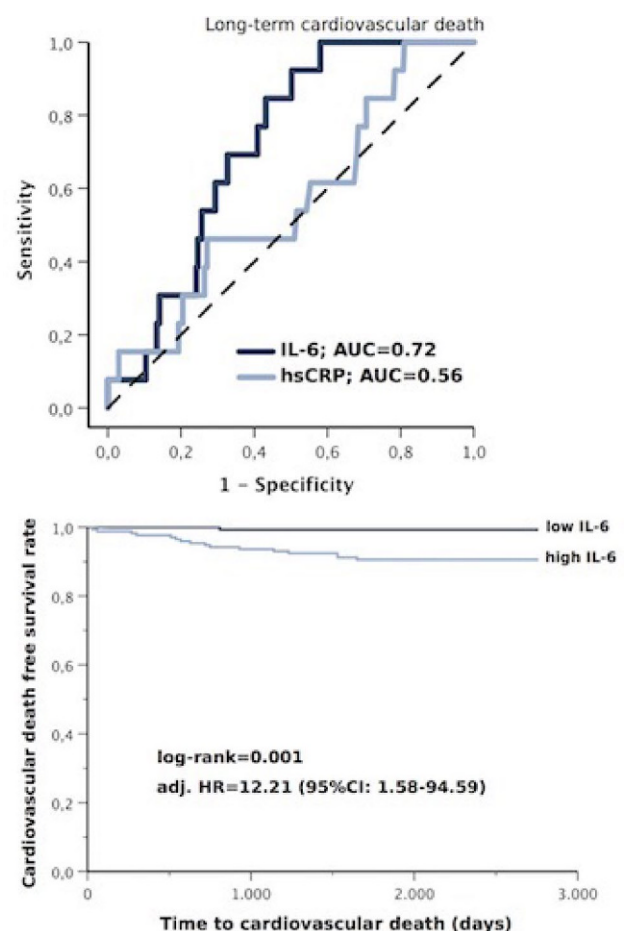 Long-term cardiovascular death
1,0
0,8
0,6
0,4
0,2
0,0
Sensitivity
IL-6; AUC=0.72
hsCRP; AUC=0.56
0,0 0,2 0,4 0,6 0,8 1,0
1 – Specificity
1,0
0,8
0,6
0,4
0,2
0,0
Cardiovascular death free survival rate
low IL-6
high IL-6
log-rank=0.001
adj. HR=12.21 (95%CI: 1.58-94.59)
0 1.000 2.000 3.000
Time to cardiovascular death (days)